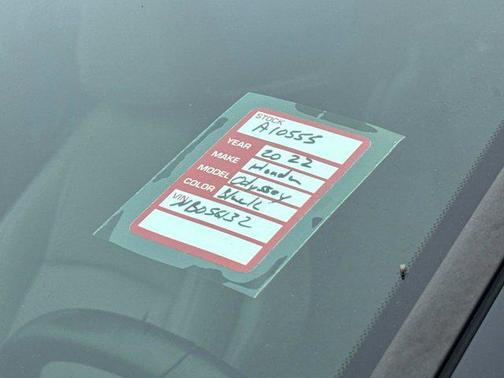 STOCK A10555
YEAR 2022
MAKE Honda
MODEL Odyssey
COLOR Black
VIN NB056132